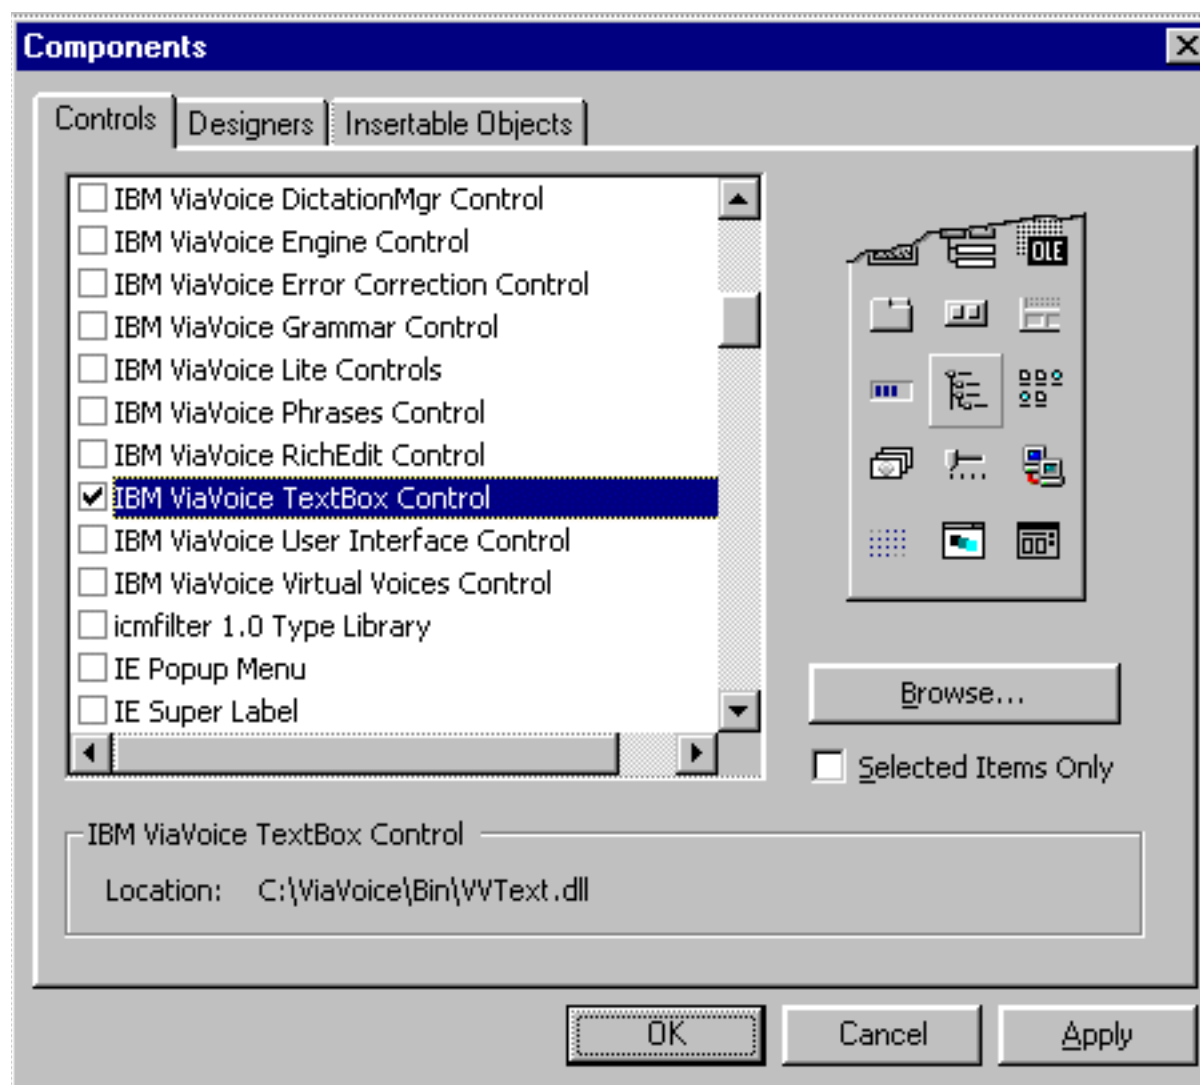 Components
Controls Designers Insertable Objects
IBM ViaVoice DictationMgr Control
IBM ViaVoice Engine Control
IBM ViaVoice Error Correction Control
IBM ViaVoice Grammar Control
IBM ViaVoice Lite Controls
IBM ViaVoice Phrases Control
IBM ViaVoice RichEdit Control
IBM ViaVoice TextBox Control
IBM ViaVoice User Interface Control
IBM ViaVoice Virtual Voices Control
icmfilter 1.0 Type Library
IE Popup Menu
IE Super Label
OLE
Browse...
Selected Items Only
IBM ViaVoice TextBox Control
Location: C:\ViaVoice\Bin\VVText.dll
OK Cancel Apply